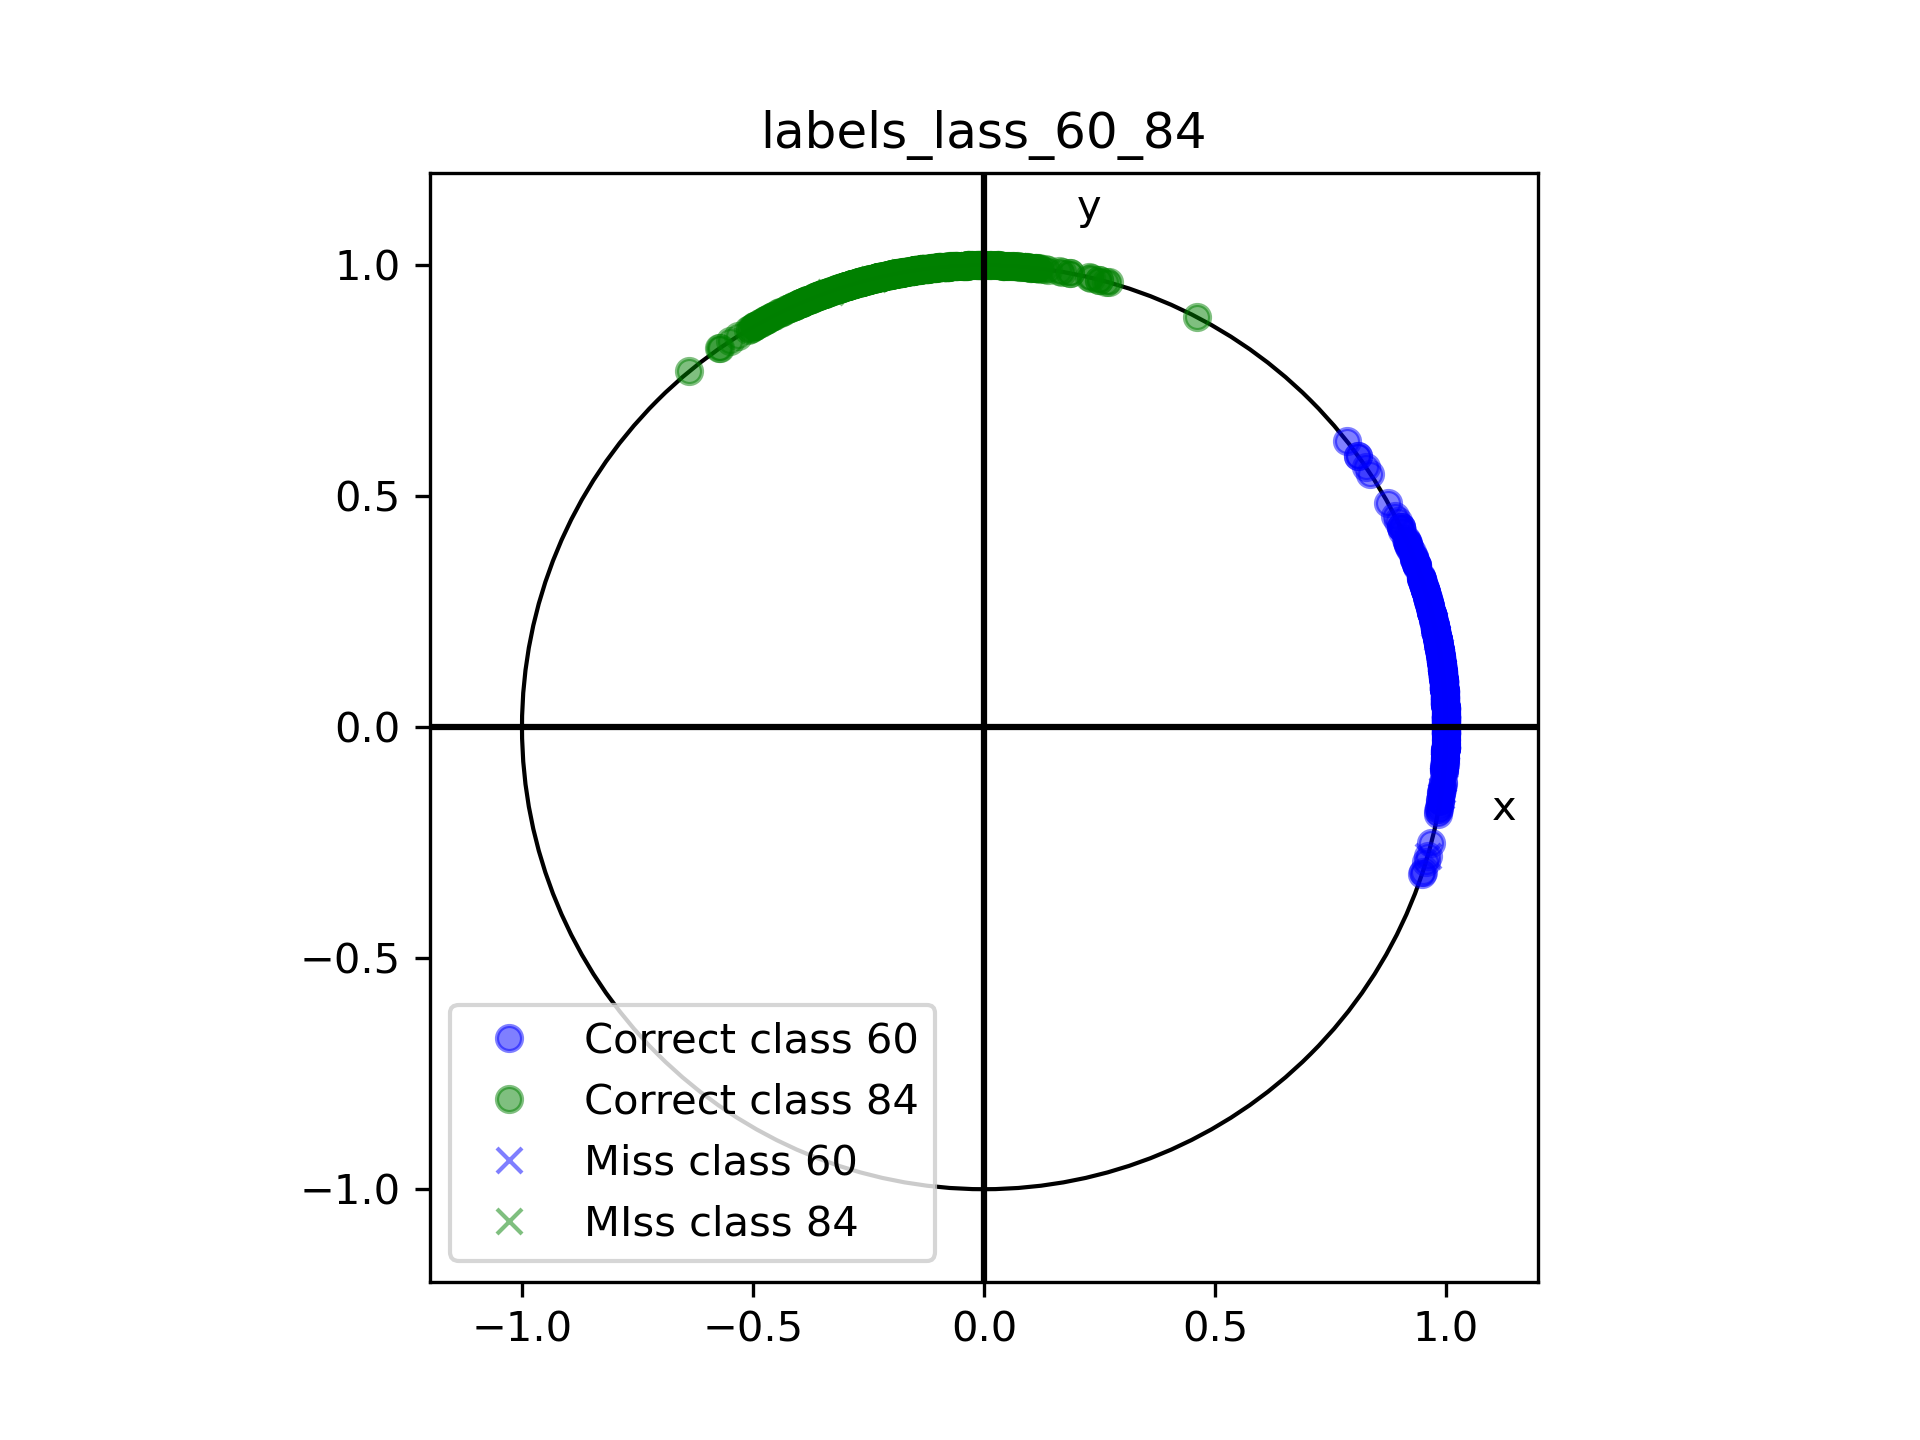 labels_lass_60_84
y
1.0
0.5
0.0
x
−0.5
−1.0
Correct class 60
Correct class 84
Miss class 60
MIss class 84
−1.0 −0.5 0.0 0.5 1.0